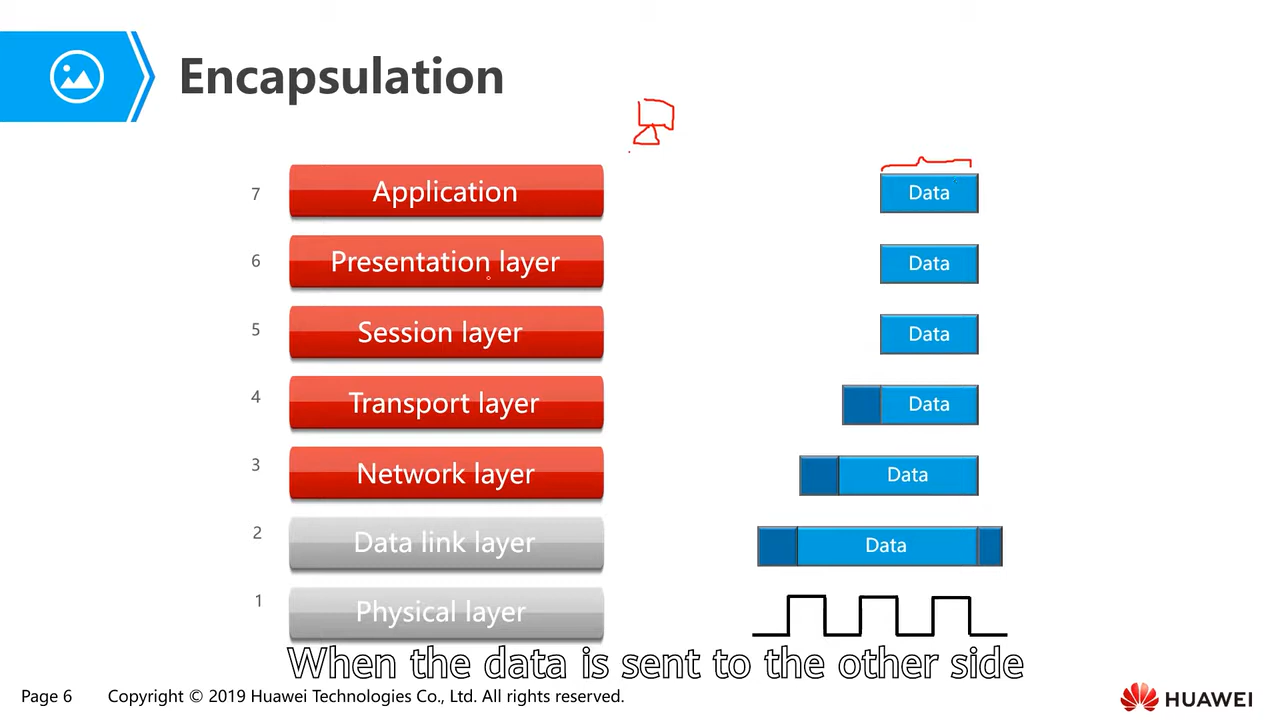 Encapsulation
7 Application Data
6 Presentation layer Data
5 Session layer Data
4 Transport layer Data
3 Network layer Data
2 Data link layer Data
1 Physical layer
When the data is sent to the other side
Page 6 Copyright © 2019 Huawei Technologies Co., Ltd. All rights reserved. HUAWEI